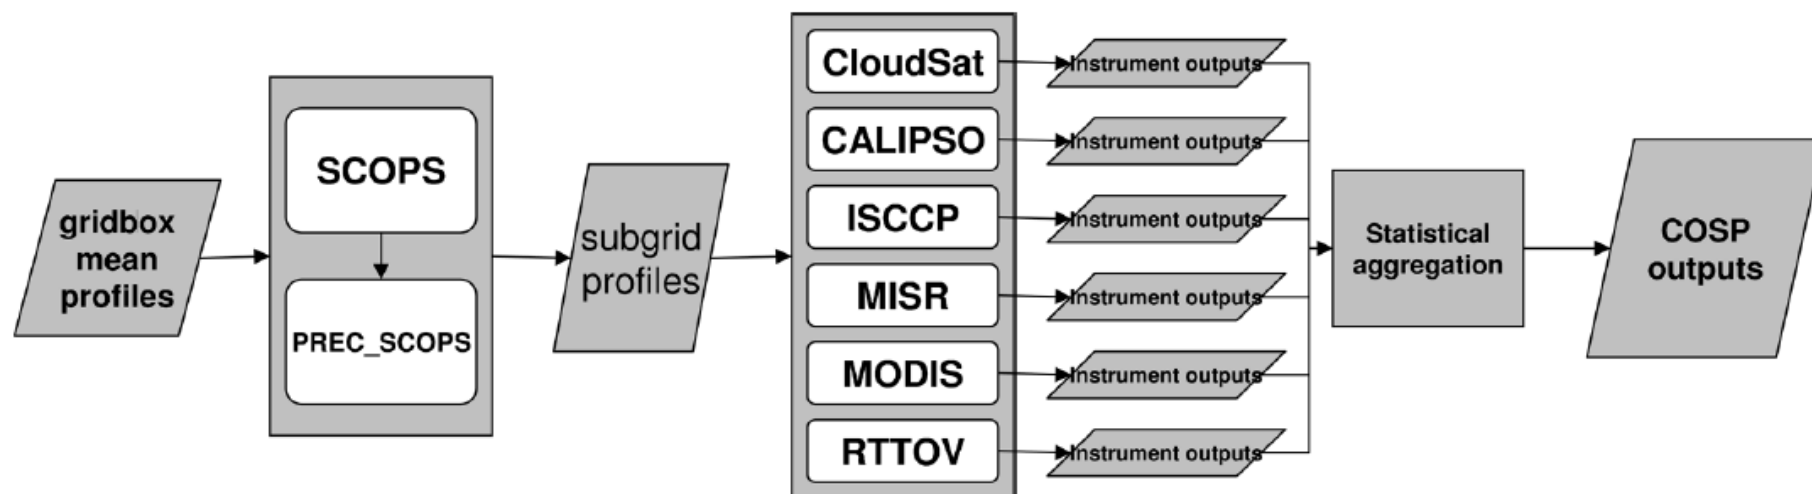 gridbox
mean
profiles
SCOPS
PREC_SCOPS
subgrid
profiles
CloudSat
Instrument outputs
CALIPSO
Instrument outputs
ISCCP
Instrument outputs
MISR
Instrument outputs
MODIS
Instrument outputs
RTTOV
Instrument outputs
Statistical
aggregation
COSP
outputs